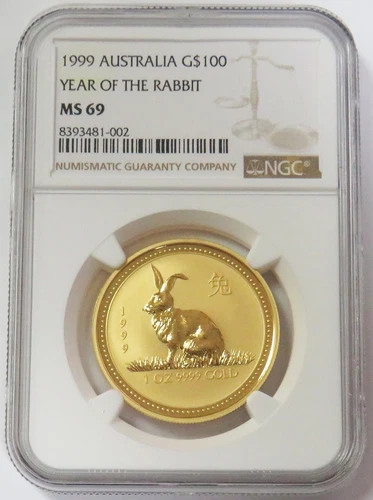 1999 AUSTRALIA G$100
YEAR OF THE RABBIT
MS 69
8393481-002
NUMISMATIC GUARANTY COMPANY NGC
兔
1999
1 OZ 9999 GOLD